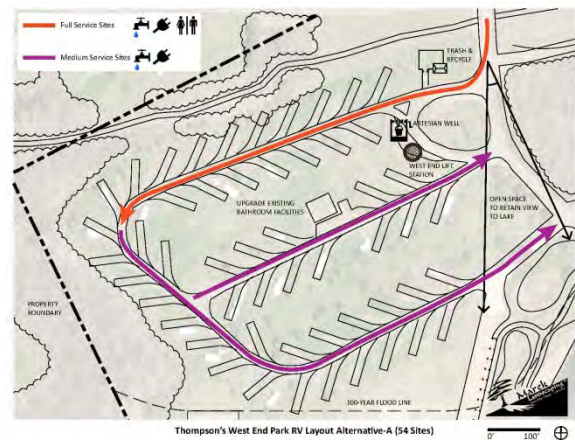 Full Service Sites
Medium Service Sites
TRASH &
RECYCLE
ARTESIAN WELL
WEST END LIFT
STATION
UPGRADE EXISTING
BATHROOM FACILITIES
OPEN SPACE
TO RETAIN VIEW
TO LAKE
PROPERTY
BOUNDARY
100-YEAR FLOOD LINE
Marek
Landscaping
Thompson's West End Park RV Layout Alternative-A (54 Sites)
0'
100'